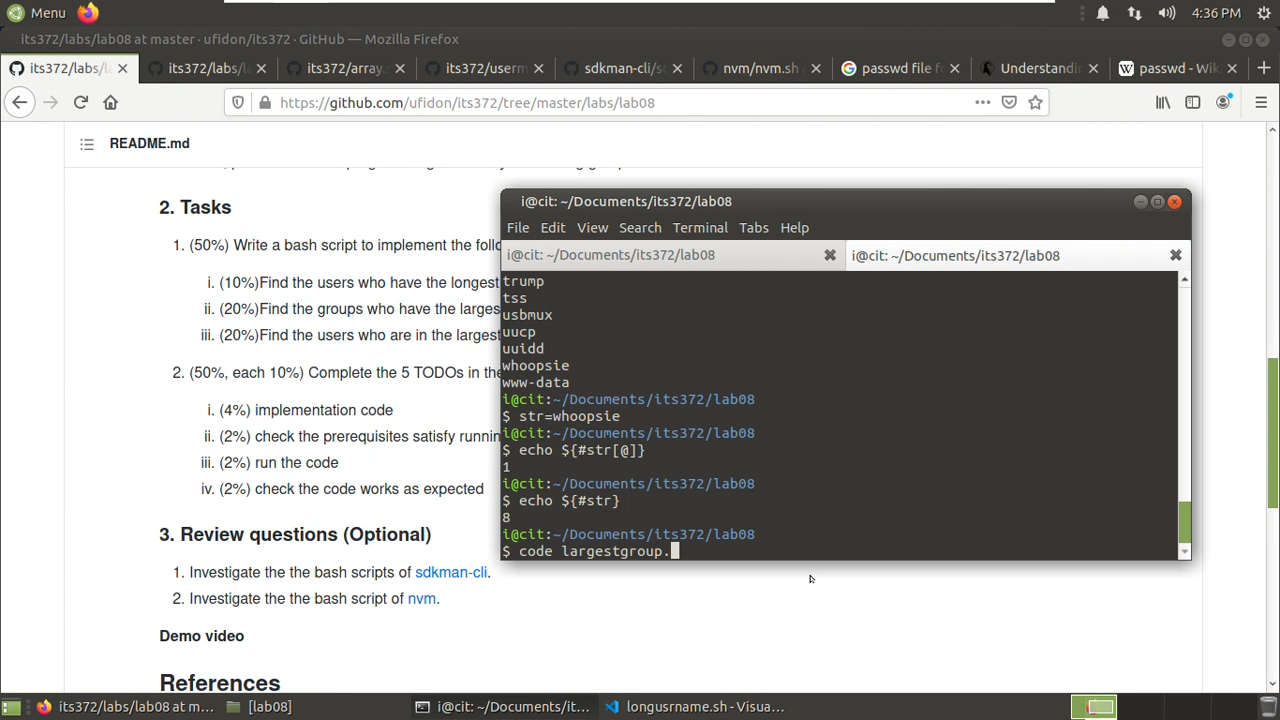 Menu
4:36 PM
its372/labs/lab08 at master · ufidon/its372 · GitHub — Mozilla Firefox
its372/labs/la
its372/labs/la
its372/array.s
its372/userm
sdkman-cli/sc
nvm/nvm.sh a
passwd file fo
Understandin
passwd - Wik
https://github.com/ufidon/its372/tree/master/labs/lab08
README.md
2. Tasks
1. (50%) Write a bash script to implement the follo
i. (10%)Find the users who have the longest
ii. (20%)Find the groups who have the larges
iii. (20%)Find the users who are in the largest
2. (50%, each 10%) Complete the 5 TODOs in the
i. (4%) implementation code
ii. (2%) check the prerequisites satisfy runnin
iii. (2%) run the code
iv. (2%) check the code works as expected
3. Review questions (Optional)
1. Investigate the the bash scripts of sdkman-cli.
2. Investigate the the bash script of nvm.
Demo video
References
i@cit: ~/Documents/its372/lab08
File Edit View Search Terminal Tabs Help
i@cit: ~/Documents/its372/lab08
i@cit: ~/Documents/its372/lab08
trump
tss
usbmux
uucp
uuidd
whoopsie
www-data
i@cit:~/Documents/its372/lab08
$ str=whoopsie
i@cit:~/Documents/its372/lab08
$ echo ${#str[@]}
1
i@cit:~/Documents/its372/lab08
$ echo ${#str}
8
i@cit:~/Documents/its372/lab08
$ code largestgroup.
its372/labs/lab08 at m...
[lab08]
i@cit: ~/Documents/it...
longusrname.sh - Visua...